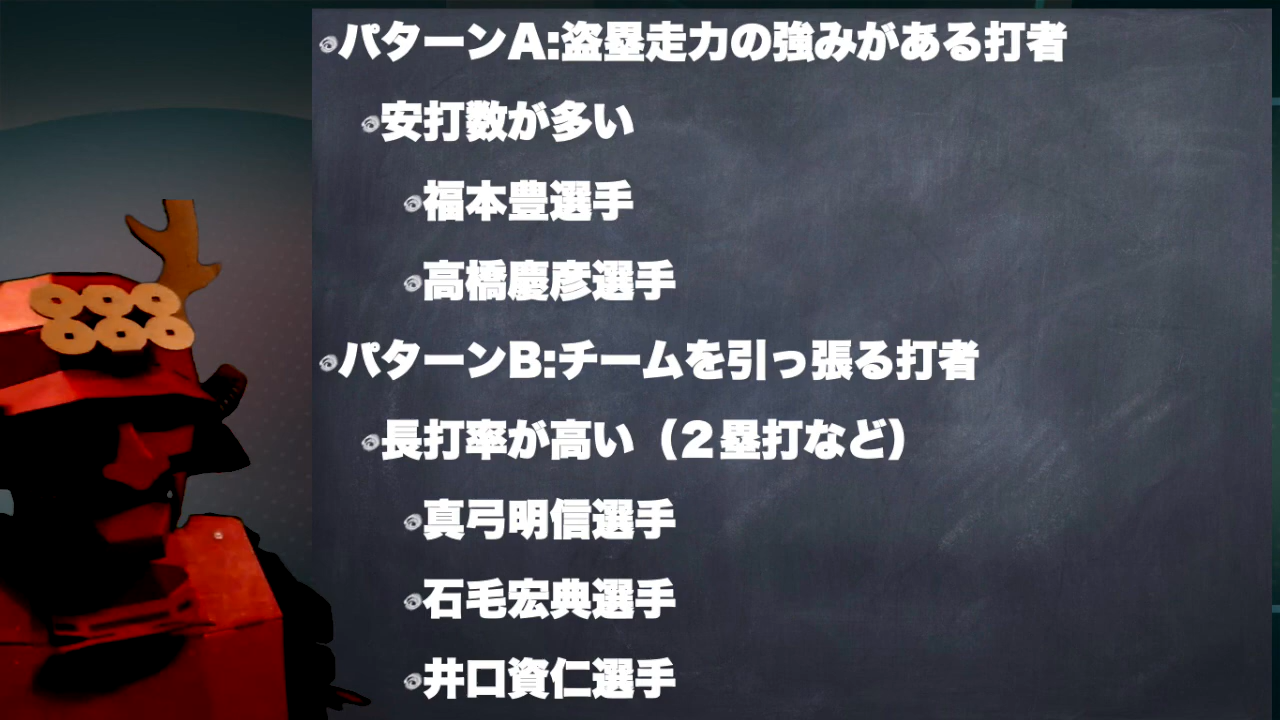 パターンA:盗塁走力の強みがある打者
安打数が多い
福本豊選手
高橋慶彦選手
パターンB:チームを引っ張る打者
長打率が高い（２塁打など）
真弓明信選手
石毛宏典選手
井口資仁選手